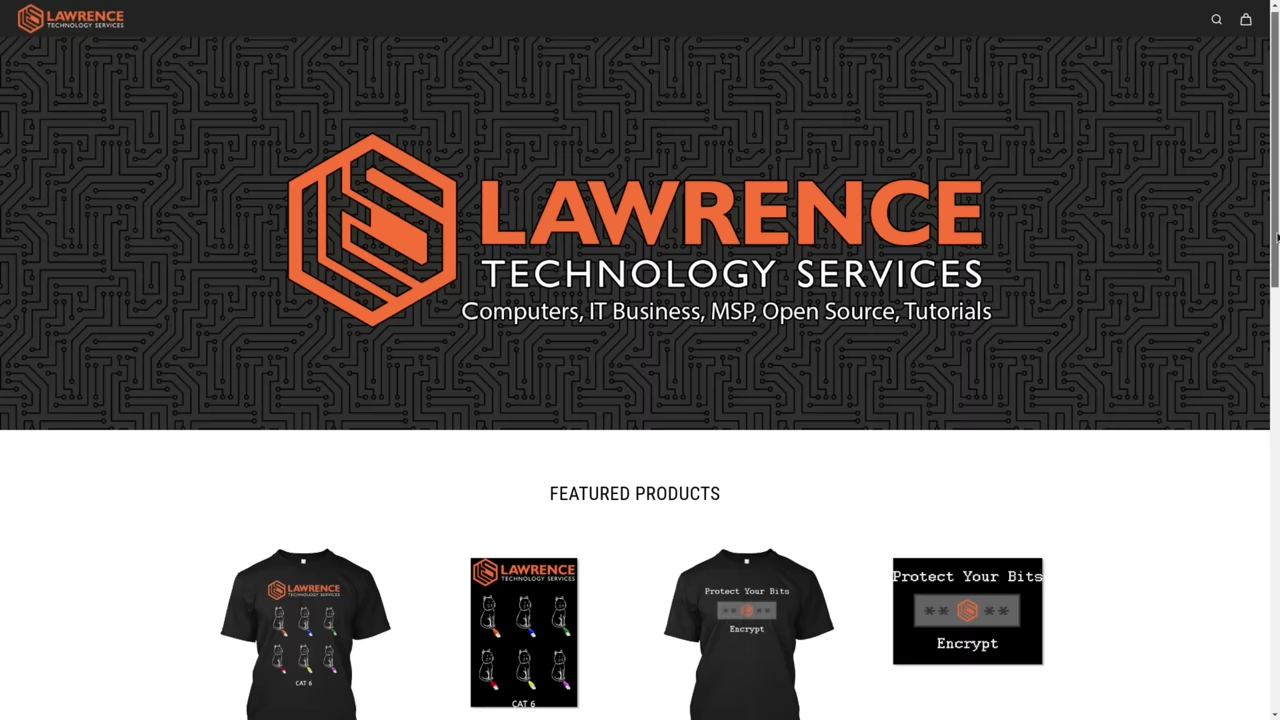 LAWRENCE
TECHNOLOGY SERVICES
LAWRENCE
TECHNOLOGY SERVICES
Computers, IT Business, MSP, Open Source, Tutorials
FEATURED PRODUCTS
LAWRENCE
TECHNOLOGY SERVICES
CAT 6
LAWRENCE
TECHNOLOGY SERVICES
CAT 6
Protect Your Bits
Encrypt
Protect Your Bits
Encrypt